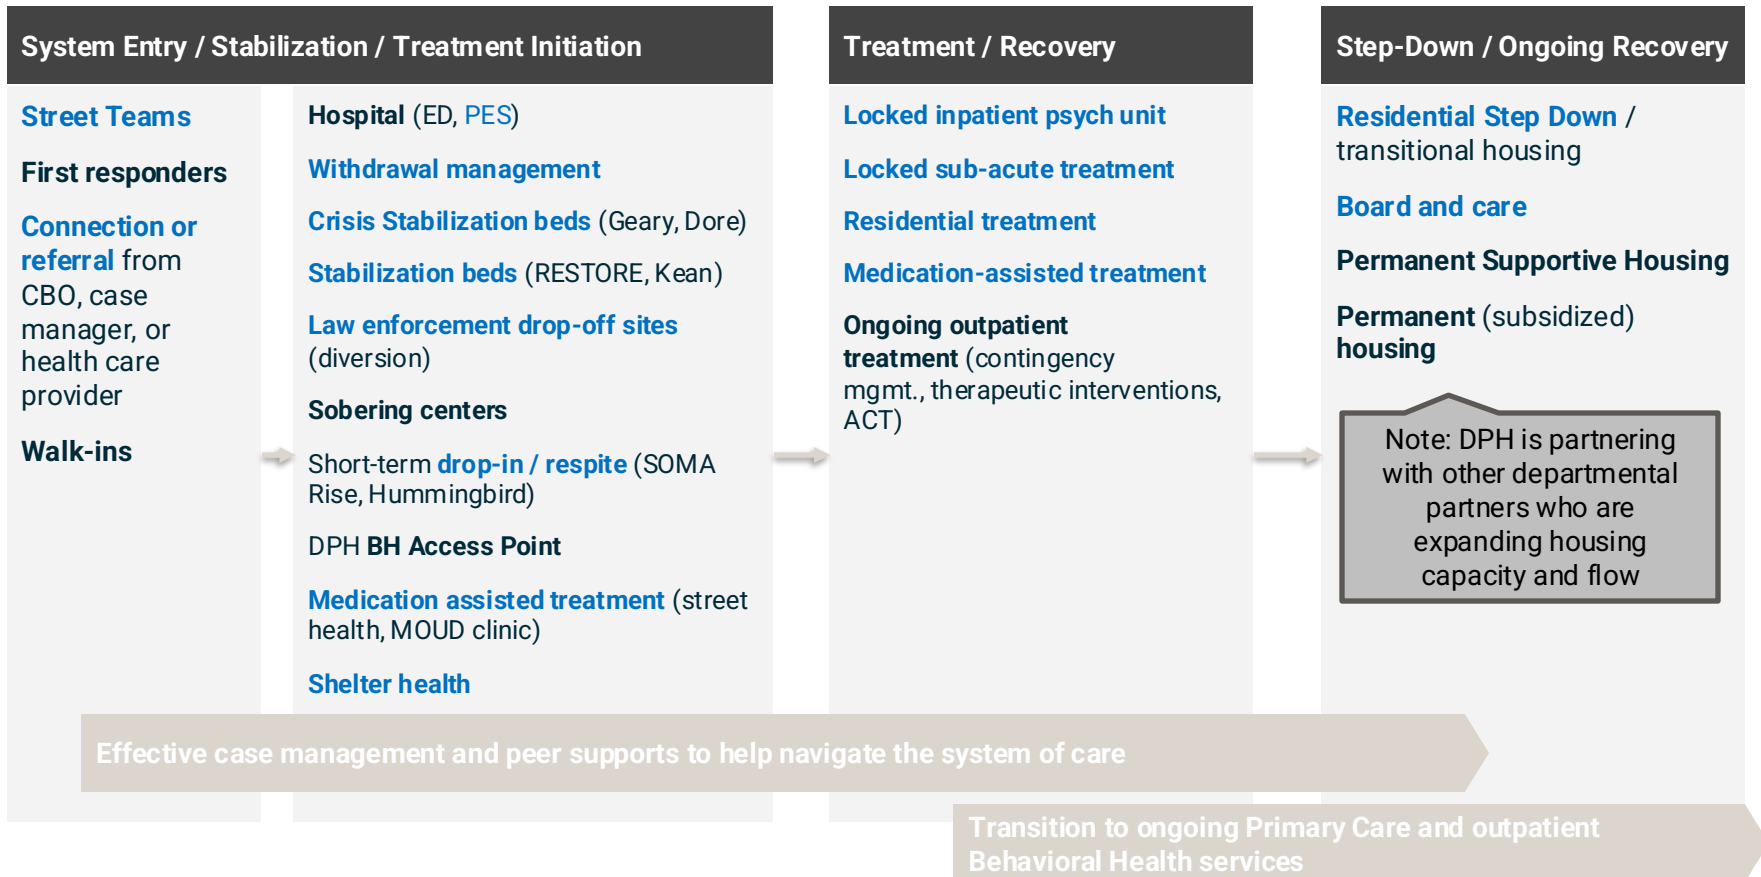 System Entry / Stabilization / Treatment Initiation
Street Teams
First responders
Connection or
referral from
CBO, case
manager, or
health care
provider
Walk-ins
Hospital (ED, PES)
Withdrawal management
Crisis Stabilization beds (Geary, Dore)
Stabilization beds (RESTORE, Kean)
Law enforcement drop-off sites
(diversion)
Sobering centers
Short-term drop-in / respite (SOMA
Rise, Hummingbird)
DPH BH Access Point
Medication assisted treatment (street
health, MOUD clinic)
Shelter health
Treatment / Recovery
Locked inpatient psych unit
Locked sub-acute treatment
Residential treatment
Medication-assisted treatment
Ongoing outpatient
treatment (contingency
mgmt., therapeutic interventions,
ACT)
Step-Down / Ongoing Recovery
Residential Step Down /
transitional housing
Board and care
Permanent Supportive Housing
Permanent (subsidized)
housing
Note: DPH is partnering
with other departmental
partners who are
expanding housing
capacity and flow
Effective case management and peer supports to help navigate the system of care
Transition to ongoing Primary Care and outpatient
Behavioral Health services